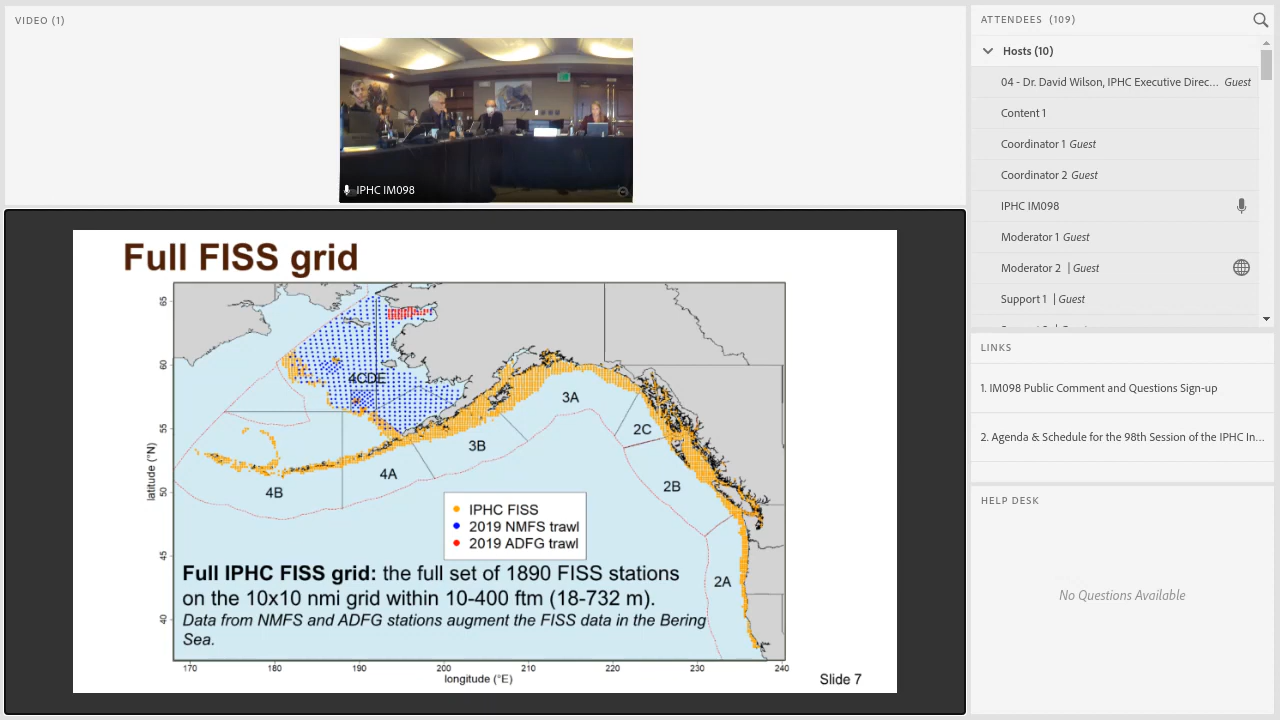 VIDEO (1)
IPHC IM098
Full FISS grid
65
60
55
50
45
40
latitude (°N)
4CDE
3A
2C
3B
4A
2B
4B
2A
IPHC FISS
2019 NMFS trawl
2019 ADFG trawl
Full IPHC FISS grid: the full set of 1890 FISS stations
on the 10x10 nmi grid within 10-400 ftm (18-732 m).
Data from NMFS and ADFG stations augment the FISS data in the Bering
Sea.
170 180 190 200 210 220 230 240
longitude (°E)
Slide 7
ATTENDEES (109)
Hosts (10)
04 - Dr. David Wilson, IPHC Executive Direc... Guest
Content 1
Coordinator 1 Guest
Coordinator 2 Guest
IPHC IM098
Moderator 1 Guest
Moderator 2 | Guest
Support 1 | Guest
LINKS
1. IM098 Public Comment and Questions Sign-up
2. Agenda & Schedule for the 98th Session of the IPHC In...
HELP DESK
No Questions Available